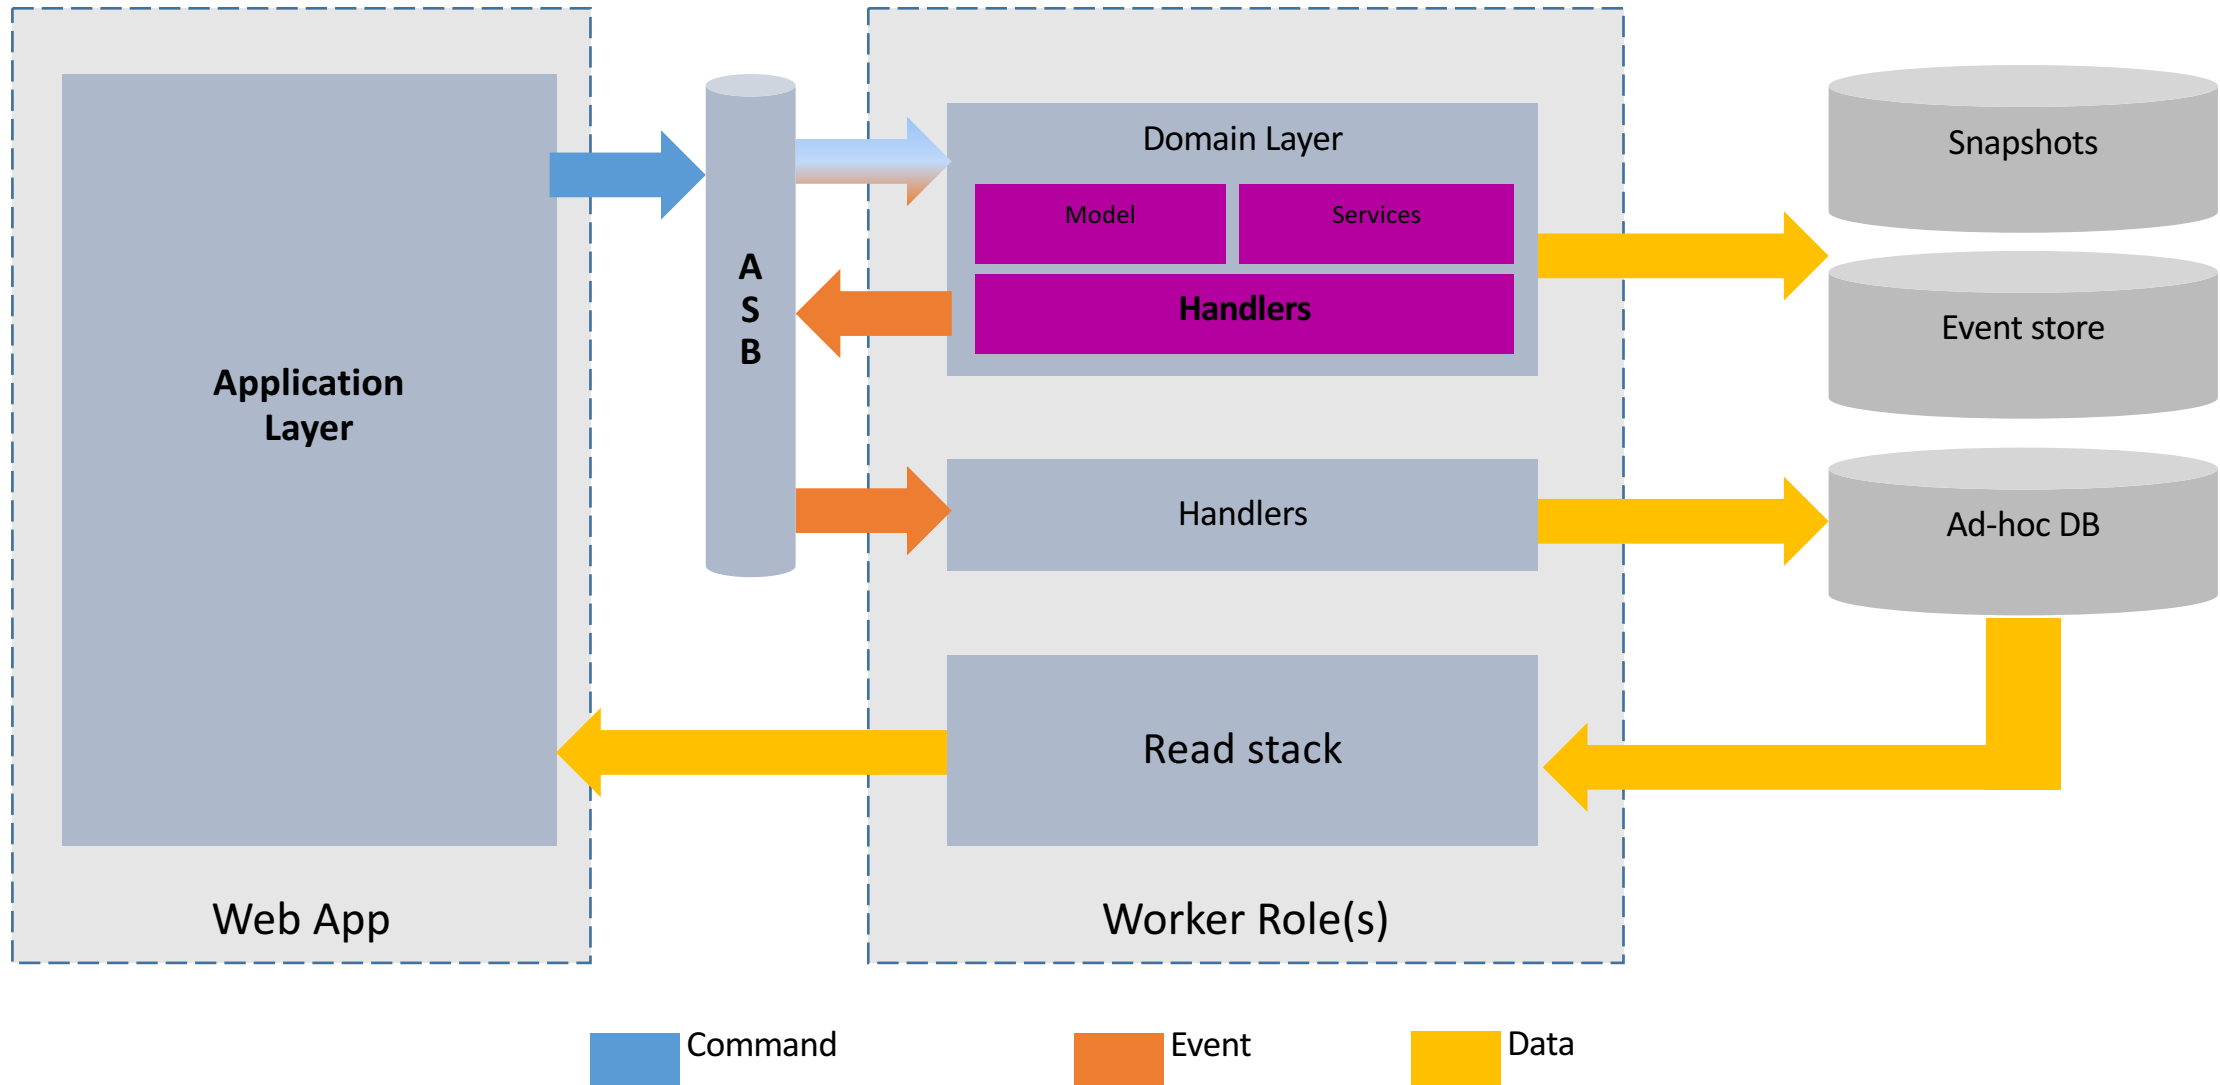 Application
Layer
Web App
A
S
B
Domain Layer
Model
Services
Handlers
Handlers
Read stack
Worker Role(s)
Snapshots
Event store
Ad-hoc DB
Command
Event
Data